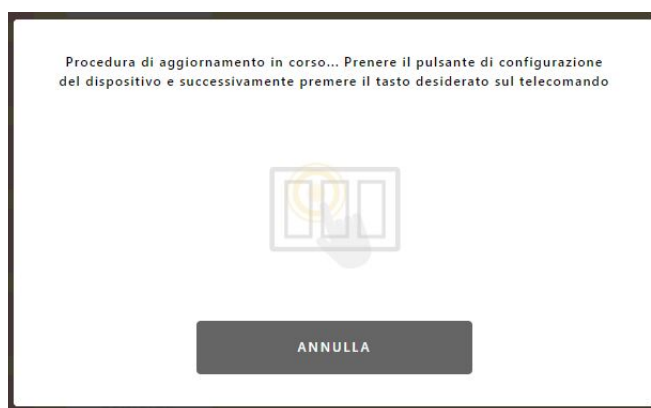 Procedura di aggiornamento in corso... Prenere il pulsante di configurazione
del dispositivo e successivamente premere il tasto desiderato sul telecomando
ANNULLA